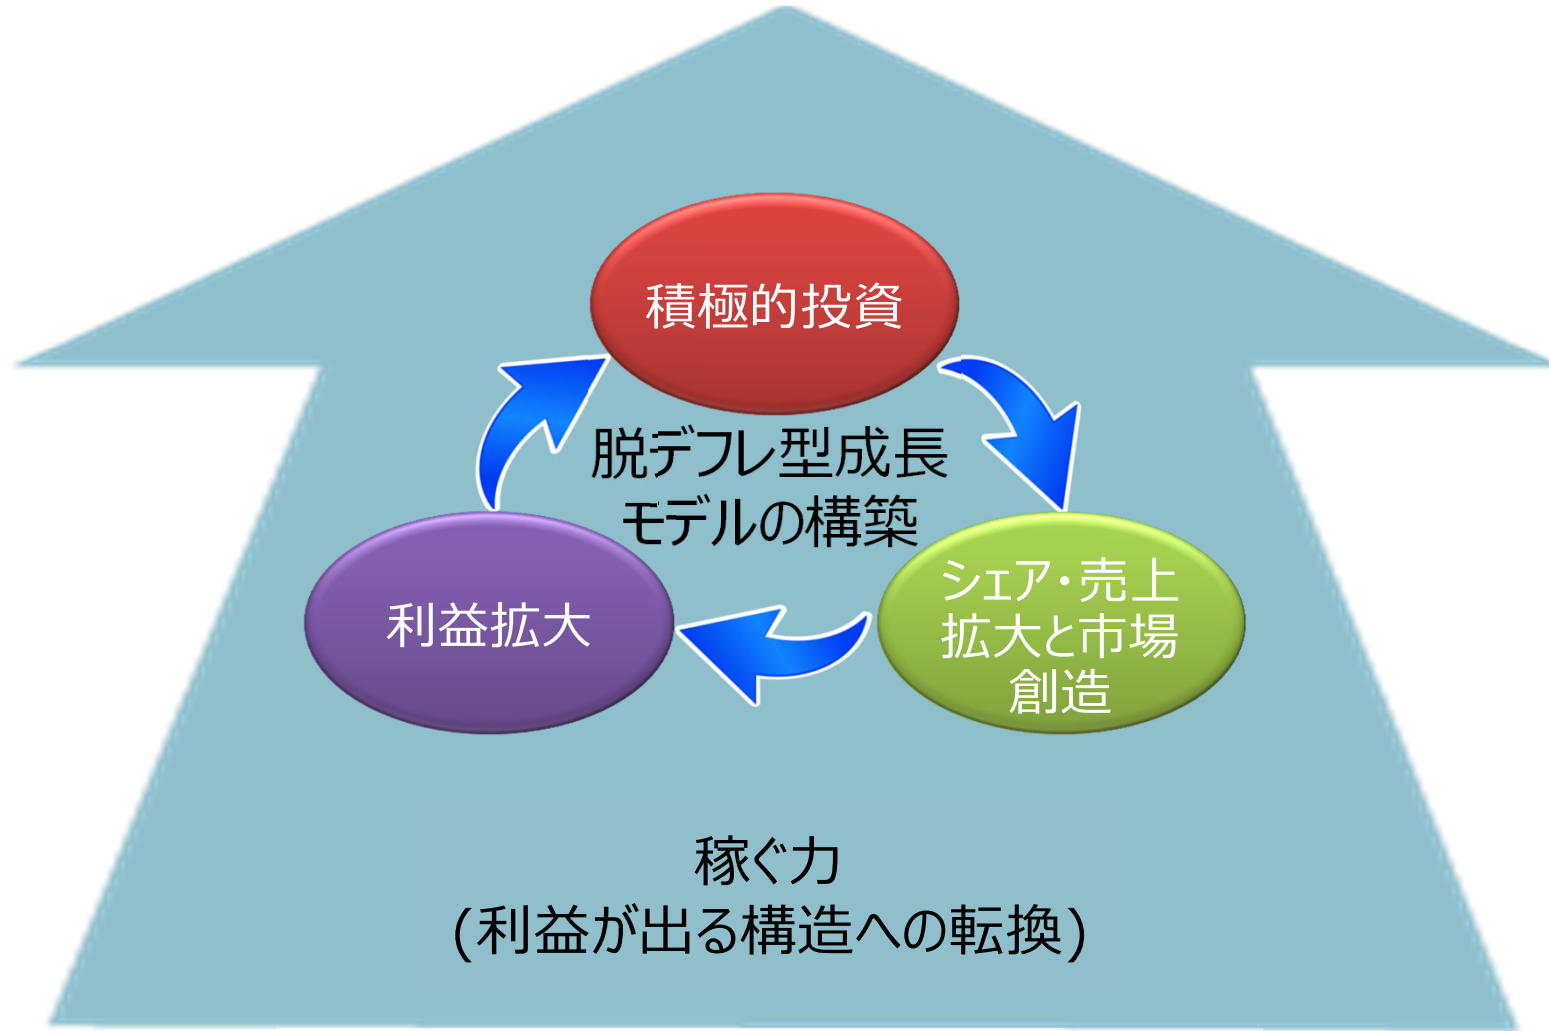 積極的投資
脱デフレ型成長
モデルの構築
利益拡大
シェア・売上
拡大と市場
創造
稼ぐ力
(利益が出る構造への転換)